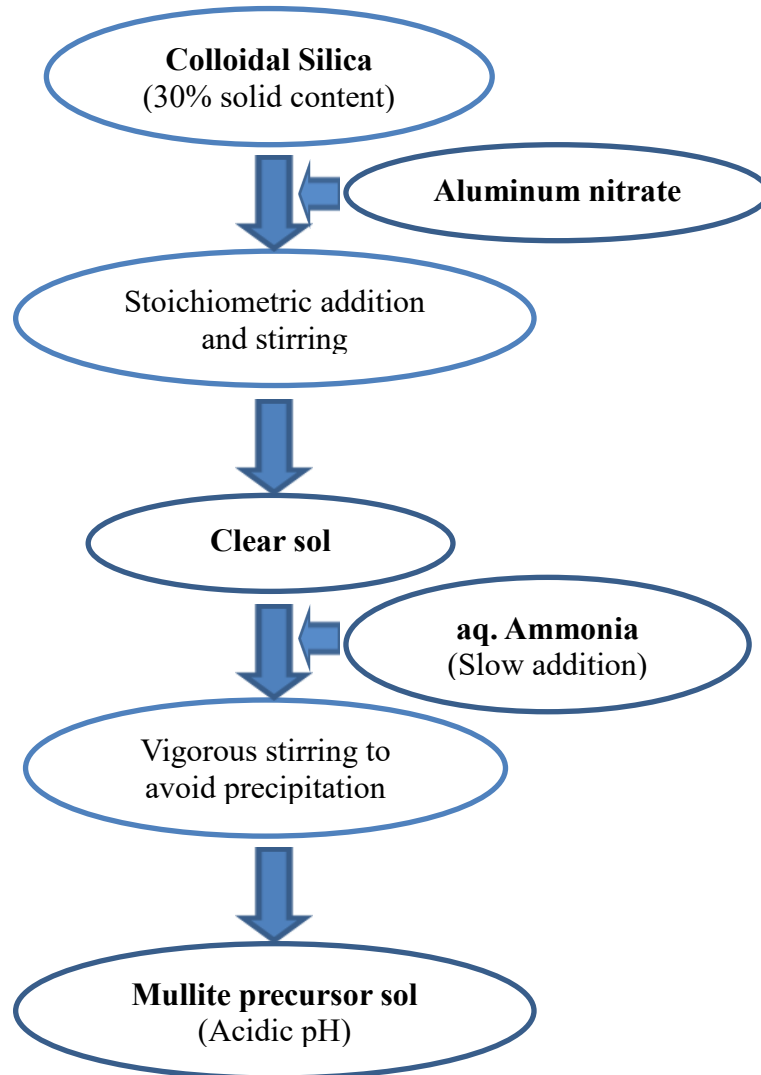 Colloidal Silica
(30% solid content)
Aluminum nitrate
Stoichiometric addition
and stirring
Clear sol
aq. Ammonia
(Slow addition)
Vigorous stirring to
avoid precipitation
Mullite precursor sol
(Acidic pH)